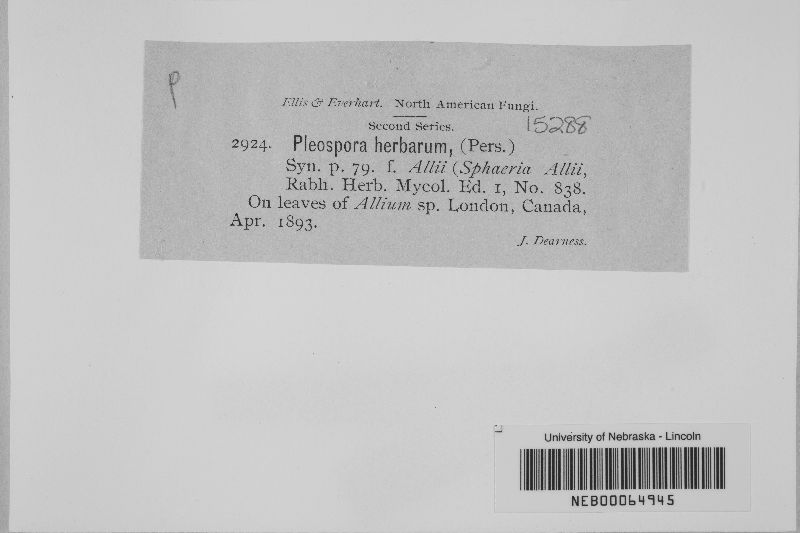 P
Ellis & Everhart. North American Fungi.
Second Series.
15288
2924. Pleospora herbarum, (Pers.)
Syn. p. 79. f. Allii (Sphaeria Allii,
Rabh. Herb. Mycol. Ed. 1, No. 838.
On leaves of Allium sp. London, Canada,
Apr. 1893.
J. Dearness.
University of Nebraska - Lincoln
NEB00064945